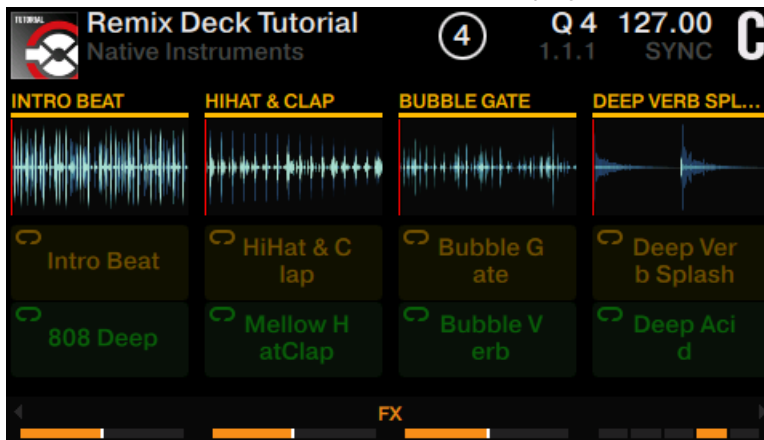 TUTORIAL
Remix Deck Tutorial
Native Instruments
4
Q 4
1.1.1
127.00
SYNC
C
INTRO BEAT
HIHAT & CLAP
BUBBLE GATE
DEEP VERB SPL...
Intro Beat
HiHat & C
lap
Bubble G
ate
Deep Ver
b Splash
808 Deep
Mellow H
atClap
Bubble V
erb
Deep Aci
d
FX